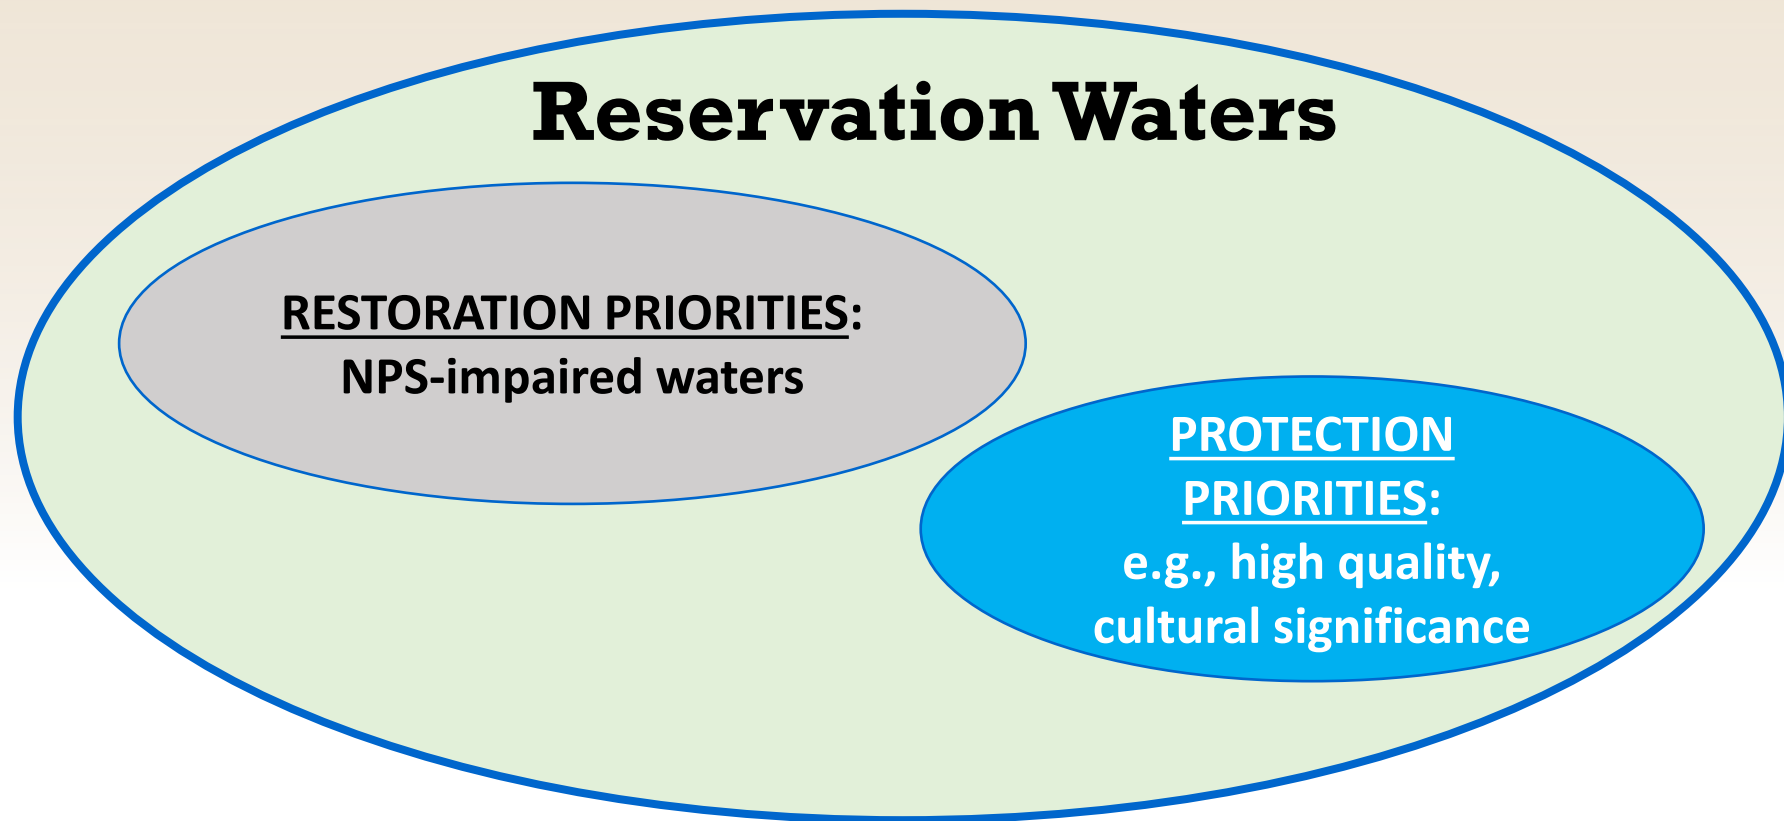 Reservation Waters
RESTORATION PRIORITIES:
NPS-impaired waters
PROTECTION
PRIORITIES:
e.g., high quality,
cultural significance